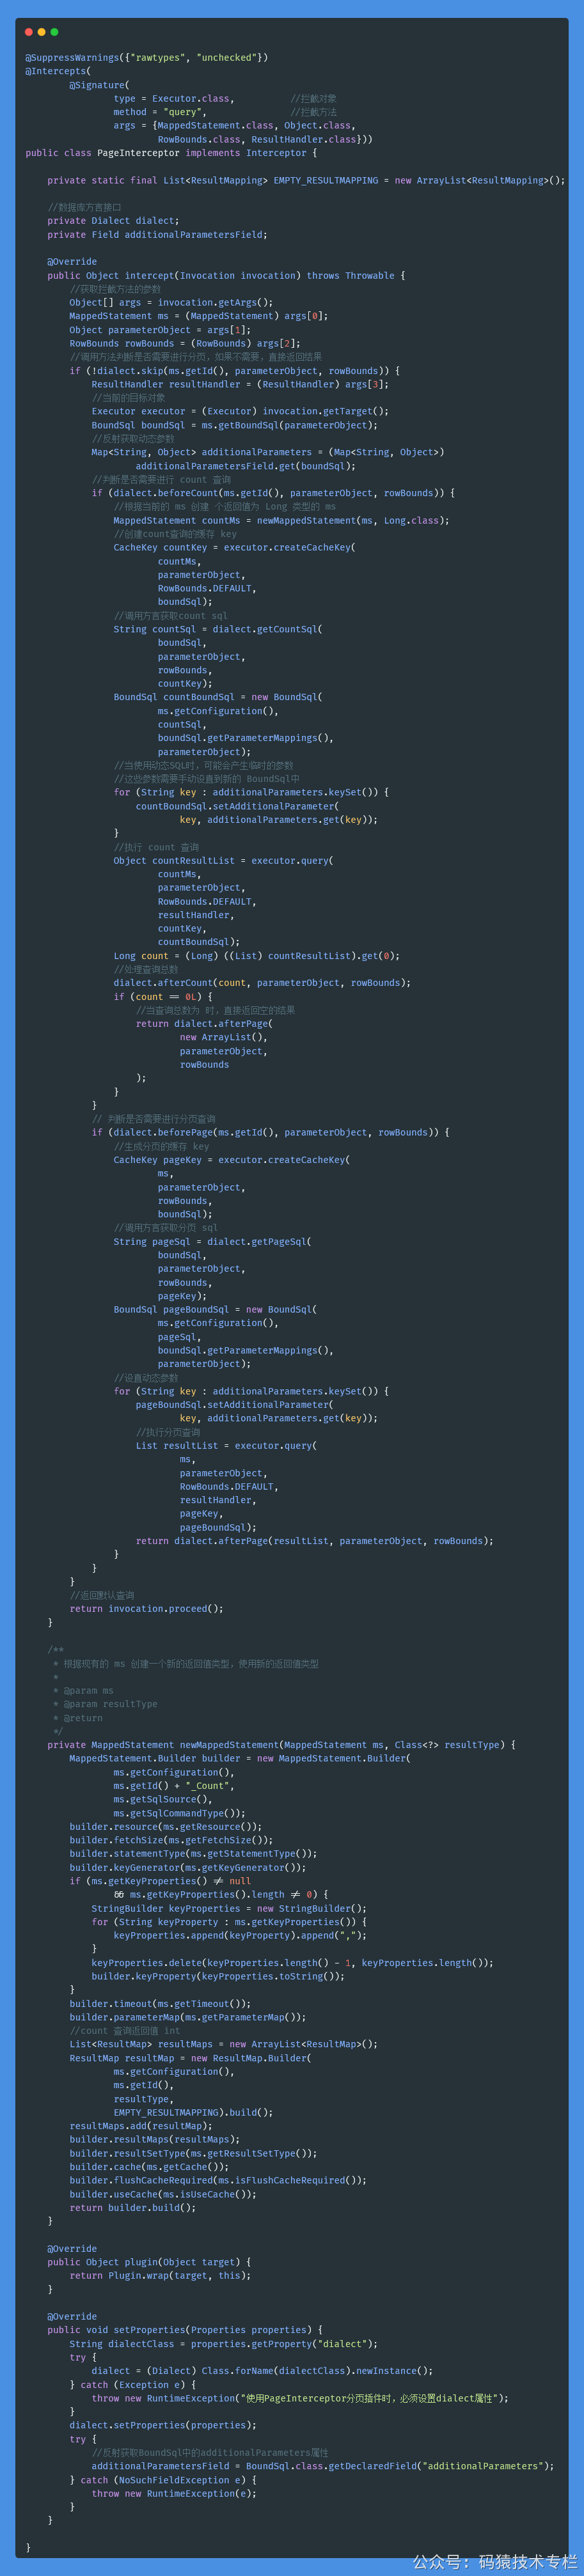 @SuppressWarnings({"rawtypes", "unchecked"})
@Intercepts(
        @Signature(
                type = Executor.class,          //拦截对象
                method = "query",               //拦截方法
                args = {MappedStatement.class, Object.class,
                        RowBounds.class, ResultHandler.class}))
public class PageInterceptor implements Interceptor {
    private static final List<ResultMapping> EMPTY_RESULTMAPPING = new ArrayList<ResultMapping>();
    //数据库方言接口
    private Dialect dialect;
    private Field additionalParametersField;
    @Override
    public Object intercept(Invocation invocation) throws Throwable {
        //获取拦截方法的参数
        Object[] args = invocation.getArgs();
        MappedStatement ms = (MappedStatement) args[0];
        Object parameterObject = args[1];
        RowBounds rowBounds = (RowBounds) args[2];
        //调用方法判断是否需要进行分页，如果不需要，直接返回结果
        if (!dialect.skip(ms.getId(), parameterObject, rowBounds)) {
            ResultHandler resultHandler = (ResultHandler) args[3];
            //当前的目标对象
            Executor executor = (Executor) invocation.getTarget();
            BoundSql boundSql = ms.getBoundSql(parameterObject);
            //反射获取动态参数
            Map<String, Object> additionalParameters = (Map<String, Object>)
                    additionalParametersField.get(boundSql);
            //判断是否需要进行 count 查询
            if (dialect.beforeCount(ms.getId(), parameterObject, rowBounds)) {
                //根据当前的 ms 创建 个返回值为 Long 类型的 ms
                MappedStatement countMs = newMappedStatement(ms, Long.class);
                //创建count查询的缓存 key
                CacheKey countKey = executor.createCacheKey(
                        countMs,
                        parameterObject,
                        RowBounds.DEFAULT,
                        boundSql);
                //调用方言获取count sql
                String countSql = dialect.getCountSql(
                        boundSql,
                        parameterObject,
                        rowBounds,
                        countKey);
                BoundSql countBoundSql = new BoundSql(
                        ms.getConfiguration(),
                        countSql,
                        boundSql.getParameterMappings(),
                        parameterObject);
                //当使用动态SQL时，可能会产生临时的参数
                //这些参数需要手动设直到新的 BoundSql中
                for (String key : additionalParameters.keySet()) {
                    countBoundSql.setAdditionalParameter(
                            key, additionalParameters.get(key));
                }
                //执行 count 查询
                Object countResultList = executor.query(
                        countMs,
                        parameterObject,
                        RowBounds.DEFAULT,
                        resultHandler,
                        countKey,
                        countBoundSql);
                Long count = (Long) ((List) countResultList).get(0);
                //处理查询总数
                dialect.afterCount(count, parameterObject, rowBounds);
                if (count == 0L) {
                    //当查询总数为 时，直接返回空的结果
                    return dialect.afterPage(
                            new ArrayList(),
                            parameterObject,
                            rowBounds
                    );
                }
            }
            // 判断是否需要进行分页查询
            if (dialect.beforePage(ms.getId(), parameterObject, rowBounds)) {
                //生成分页的缓存 key
                CacheKey pageKey = executor.createCacheKey(
                        ms,
                        parameterObject,
                        rowBounds,
                        boundSql);
                //调用方言获取分页 sql
                String pageSql = dialect.getPageSql(
                        boundSql,
                        parameterObject,
                        rowBounds,
                        pageKey);
                BoundSql pageBoundSql = new BoundSql(
                        ms.getConfiguration(),
                        pageSql,
                        boundSql.getParameterMappings(),
                        parameterObject);
                //设直动态参数
                for (String key : additionalParameters.keySet()) {
                    pageBoundSql.setAdditionalParameter(
                            key, additionalParameters.get(key));
                    //执行分页查询
                    List resultList = executor.query(
                            ms,
                            parameterObject,
                            RowBounds.DEFAULT,
                            resultHandler,
                            pageKey,
                            pageBoundSql);
                    return dialect.afterPage(resultList, parameterObject, rowBounds);
                }
            }
        }
        //返回默认查询
        return invocation.proceed();
    }
    /**
     * 根据现有的 ms 创建一个新的返回值类型，使用新的返回值类型
     *
     * @param ms
     * @param resultType
     * @return
     */
    private MappedStatement newMappedStatement(MappedStatement ms, Class<?> resultType) {
        MappedStatement.Builder builder = new MappedStatement.Builder(
                ms.getConfiguration(),
                ms.getId() + "_Count",
                ms.getSqlSource(),
                ms.getSqlCommandType());
        builder.resource(ms.getResource());
        builder.fetchSize(ms.getFetchSize());
        builder.statementType(ms.getStatementType());
        builder.keyGenerator(ms.getKeyGenerator());
        if (ms.getKeyProperties() != null
                && ms.getKeyProperties().length != 0) {
            StringBuilder keyProperties = new StringBuilder();
            for (String keyProperty : ms.getKeyProperties()) {
                keyProperties.append(keyProperty).append(",");
            }
            keyProperties.delete(keyProperties.length() - 1, keyProperties.length());
            builder.keyProperty(keyProperties.toString());
        }
        builder.timeout(ms.getTimeout());
        builder.parameterMap(ms.getParameterMap());
        //count 查询返回值 int
        List<ResultMap> resultMaps = new ArrayList<ResultMap>();
        ResultMap resultMap = new ResultMap.Builder(
                ms.getConfiguration(),
                ms.getId(),
                resultType,
                EMPTY_RESULTMAPPING).build();
        resultMaps.add(resultMap);
        builder.resultMaps(resultMaps);
        builder.resultSetType(ms.getResultSetType());
        builder.cache(ms.getCache());
        builder.flushCacheRequired(ms.isFlushCacheRequired());
        builder.useCache(ms.isUseCache());
        return builder.build();
    }
    @Override
    public Object plugin(Object target) {
        return Plugin.wrap(target, this);
    }
    @Override
    public void setProperties(Properties properties) {
        String dialectClass = properties.getProperty("dialect");
        try {
            dialect = (Dialect) Class.forName(dialectClass).newInstance();
        } catch (Exception e) {
            throw new RuntimeException("使用PageInterceptor分页插件时，必须设置dialect属性");
        }
        dialect.setProperties(properties);
        try {
            //反射获取BoundSql中的additionalParameters属性
            additionalParametersField = BoundSql.class.getDeclaredField("additionalParameters");
        } catch (NoSuchFieldException e) {
            throw new RuntimeException(e);
        }
    }
}
公众号：码猿技术专栏